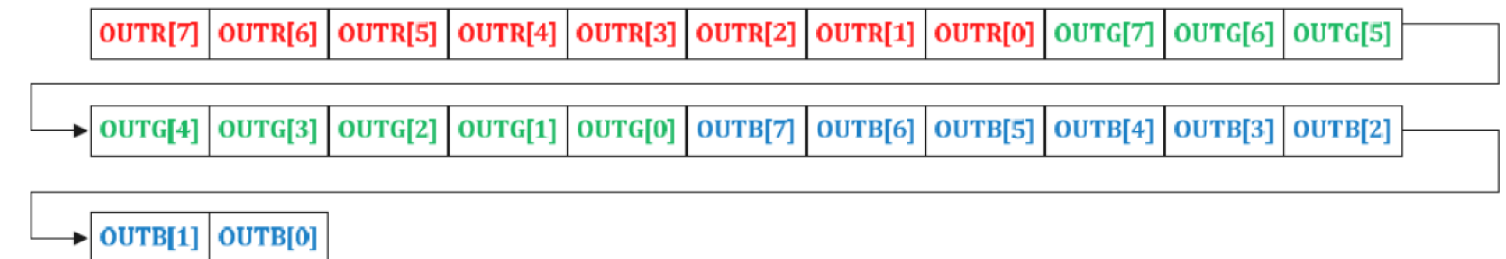 OUTR[7] OUTR[6] OUTR[5] OUTR[4] OUTR[3] OUTR[2] OUTR[1] OUTR[0] OUTG[7] OUTG[6] OUTG[5]
OUTG[4] OUTG[3] OUTG[2] OUTG[1] OUTG[0] OUTB[7] OUTB[6] OUTB[5] OUTB[4] OUTB[3] OUTB[2]
OUTB[1] OUTB[0]